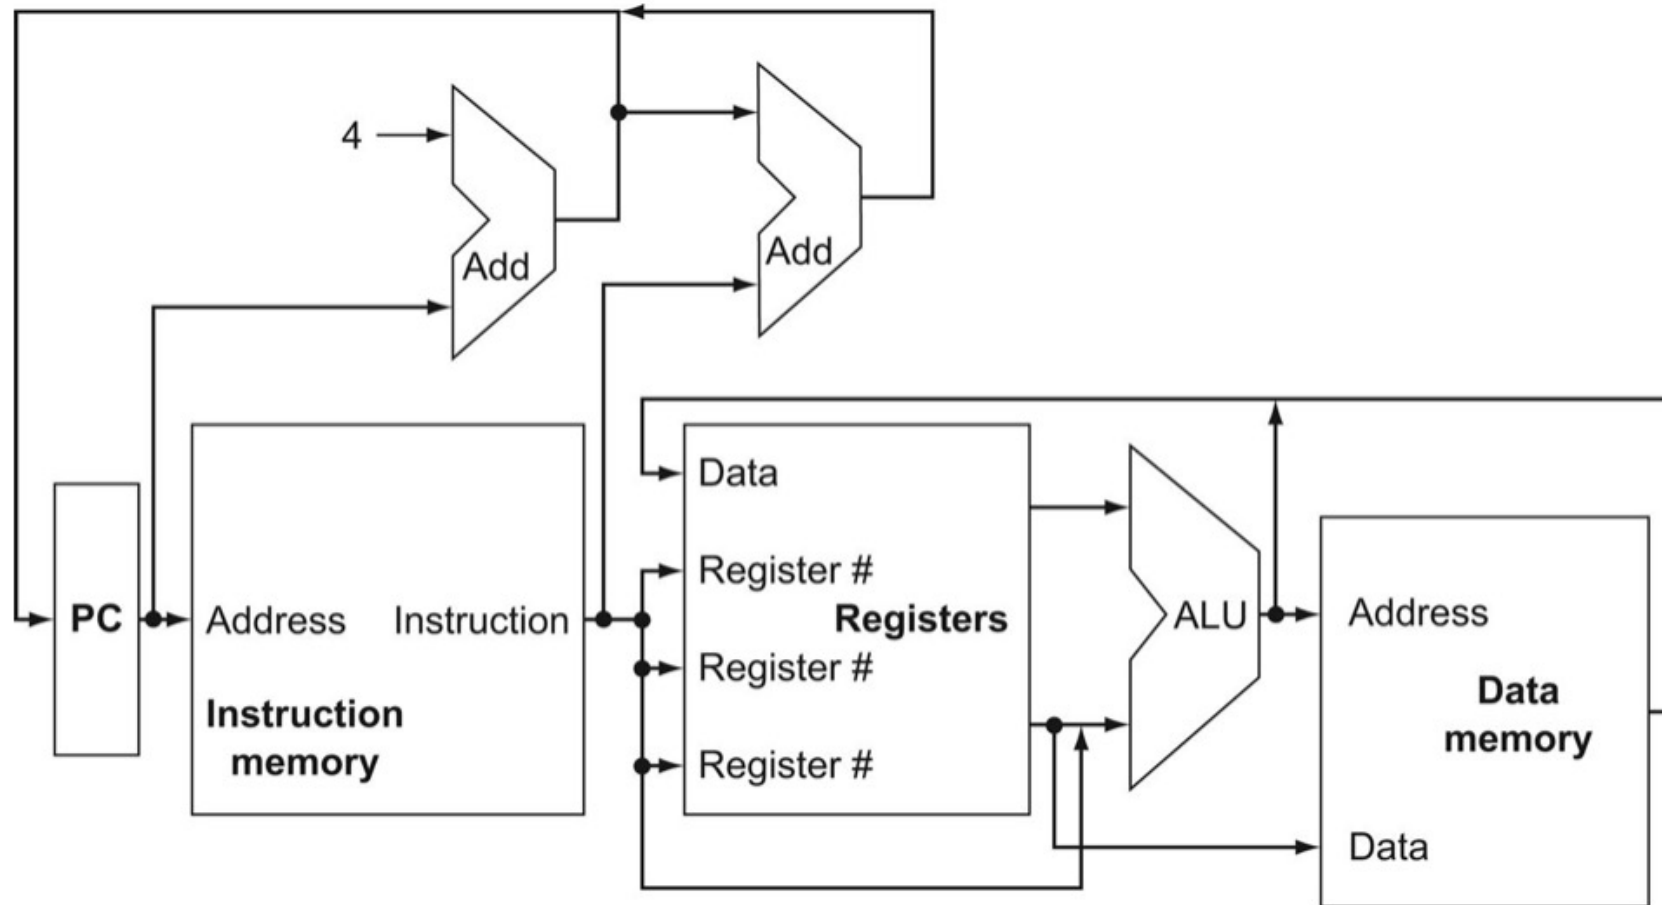 4
Add
Add
Data
Register #
PC
Address
Instruction
Registers
ALU
Address
Register #
Instruction
memory
Data
memory
Register #
Data